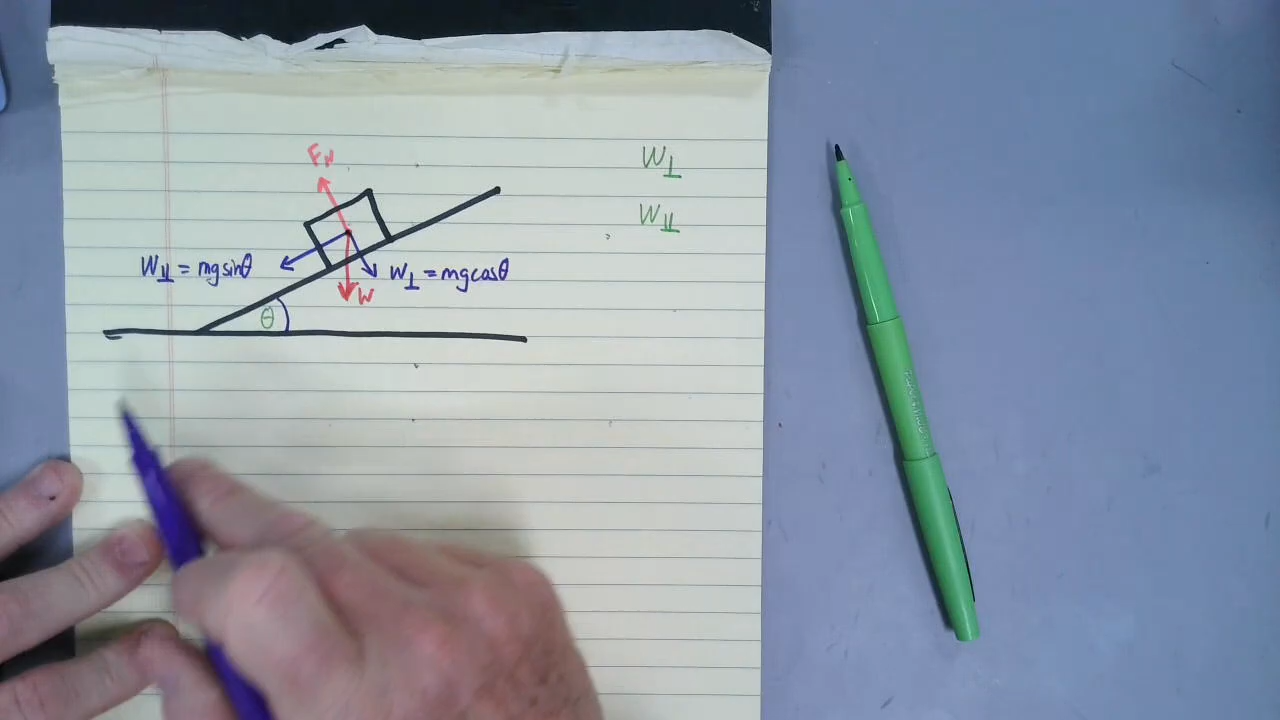 F_N
W⊥
W∥
W∥ = mg sinθ
W⊥ = mg cosθ
W
θ